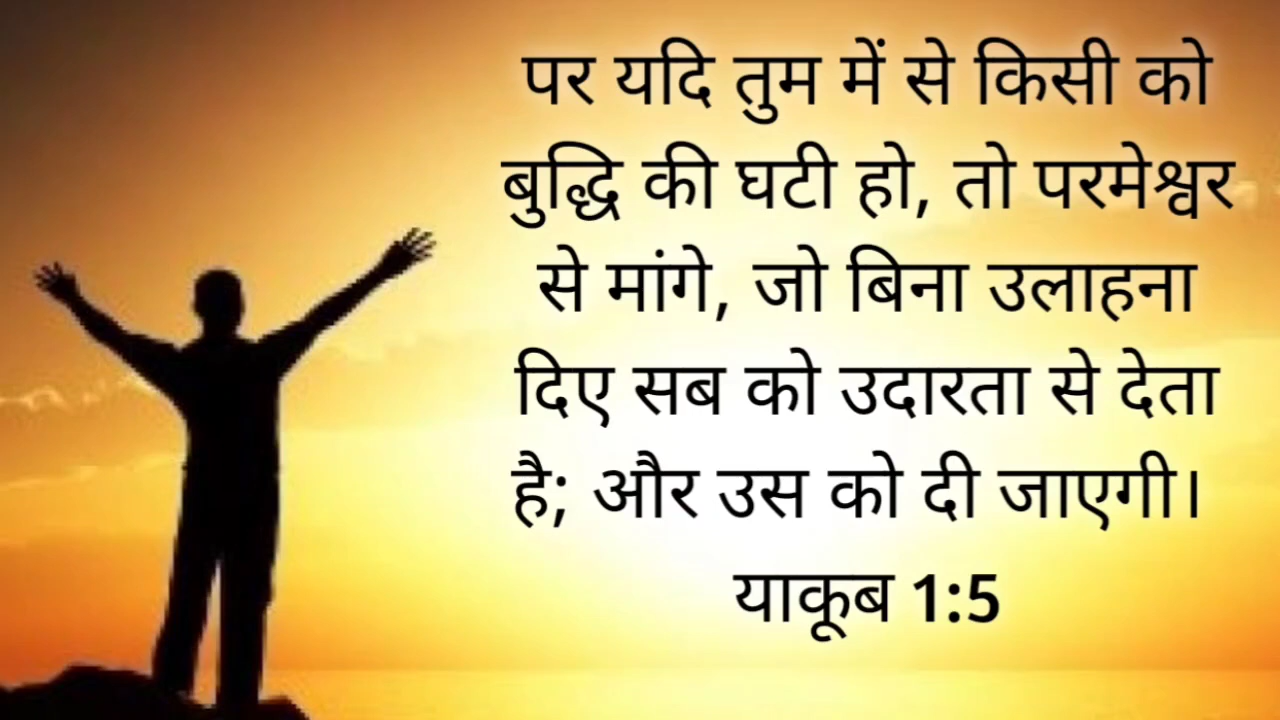 पर यदि तुम में से किसी को
बुद्धि की घटी हो, तो परमेश्वर
से मांगे, जो बिना उलाहना
दिए सब को उदारता से देता
है; और उस को दी जाएगी।
याकूब 1:5